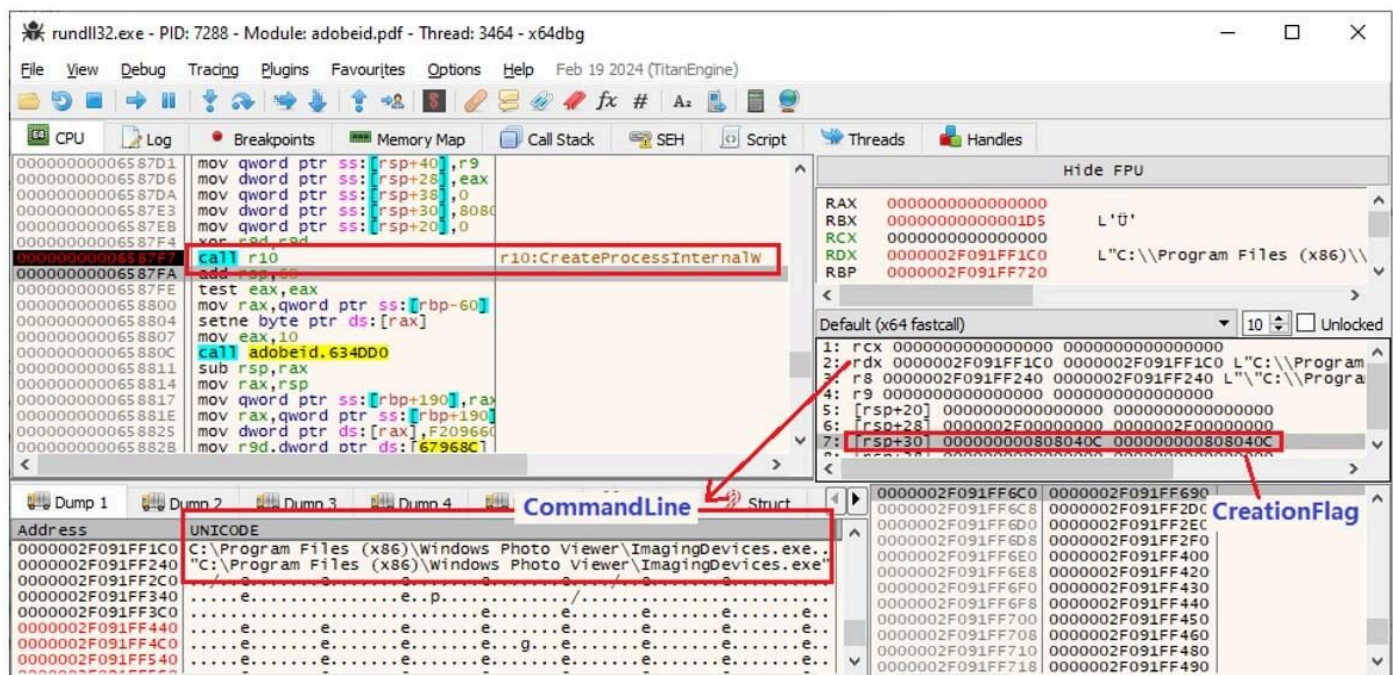 rundll32.exe - PID: 7288 - Module: adobeid.pdf - Thread: 3464 - x64dbg
File View Debug Tracing Plugins Favourites Options Help Feb 19 2024 (TitanEngine)
CPU Log Breakpoints Memory Map Call Stack SEH Script Threads Handles
00000000006587D1 mov qword ptr ss:[rsp+40],r9
00000000006587D6 mov dword ptr ss:[rsp+28],eax
00000000006587DA mov qword ptr ss:[rsp+38],0
00000000006587E3 mov dword ptr ss:[rsp+30],8080
00000000006587EB mov qword ptr ss:[rsp+20],0
00000000006587F4 xor r9d,r9d
00000000006587F7 call r10 r10:CreateProcessInternalW
00000000006587FA add rsp,60
00000000006587FE test eax,eax
0000000000658800 mov rax,qword ptr ss:[rbp-60]
0000000000658804 setne byte ptr ds:[rax]
0000000000658807 mov eax,10
000000000065880C call adobeid.634DD0
0000000000658811 sub rsp,rax
0000000000658814 mov rax,rsp
0000000000658817 mov qword ptr ss:[rbp+190],rax
000000000065881E mov rax,qword ptr ss:[rbp+190]
0000000000658825 mov dword ptr ds:[rax],F209660
000000000065882B mov r9d,dword ptr ds:[67968C]
Hide FPU
RAX 0000000000000000
RBX 00000000000001D5 L'Ǖ'
RCX 0000000000000000
RDX 0000002F091FF1C0 L"C:\\Program Files (x86)\\
RBP 0000002F091FF720
Default (x64 fastcall) 10 Unlocked
1: rcx 0000000000000000 0000000000000000
2: rdx 0000002F091FF1C0 0000002F091FF1C0 L"C:\\Program
3: r8 0000002F091FF240 0000002F091FF240 L"\"C:\\Progra
4: r9 0000000000000000 0000000000000000
5: [rsp+20] 0000000000000000 0000000000000000
6: [rsp+28] 0000002F00000000 0000002F00000000
7: [rsp+30] 000000000808040C 000000000808040C
Dump 1 Dump 2 Dump 3 Dump 4 Struct
CommandLine
CreationFlag
Address UNICODE
0000002F091FF1C0 C:\Program Files (x86)\Windows Photo Viewer\ImagingDevices.exe..
0000002F091FF240 "C:\Program Files (x86)\Windows Photo Viewer\ImagingDevices.exe"
0000002F091FF2C0
0000002F091FF340
0000002F091FF3C0
0000002F091FF440
0000002F091FF4C0
0000002F091FF540
0000002F091FF6C0 0000002F091FF690
0000002F091FF6C8 0000002F091FF2D0
0000002F091FF6D0 0000002F091FF2E0
0000002F091FF6D8 0000002F091FF2F0
0000002F091FF6E0 0000002F091FF400
0000002F091FF6E8 0000002F091FF420
0000002F091FF6F0 0000002F091FF430
0000002F091FF6F8 0000002F091FF440
0000002F091FF700 0000002F091FF450
0000002F091FF708 0000002F091FF460
0000002F091FF710 0000002F091FF480
0000002F091FF718 0000002F091FF490